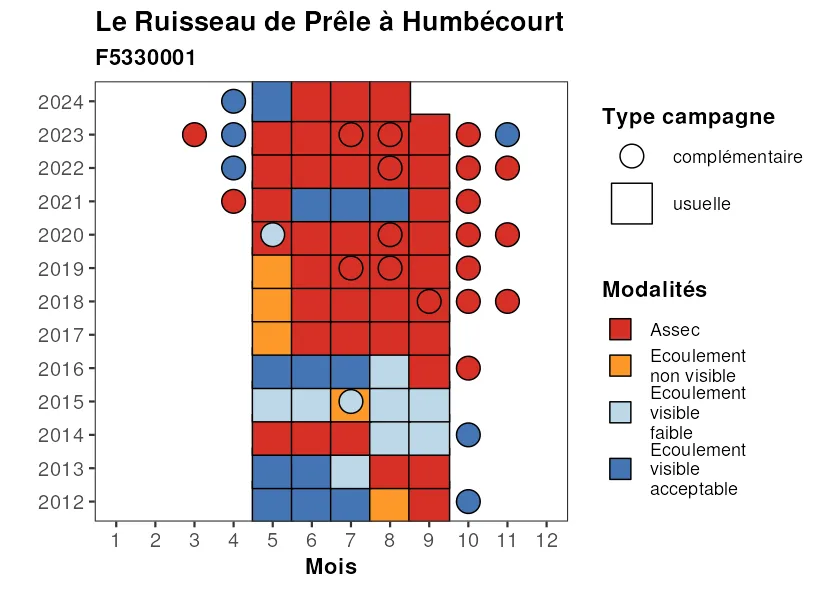 Le Ruisseau de Prêle à Humbécourt
F5330001
2024
2023
2022
2021
2020
2019
2018
2017
2016
2015
2014
2013
2012
1 2 3 4 5 6 7 8 9 10 11 12
Mois
Type campagne
complémentaire
usuelle
Modalités
Assec
Ecoulement
non visible
Ecoulement
visible
faible
Ecoulement
visible
acceptable